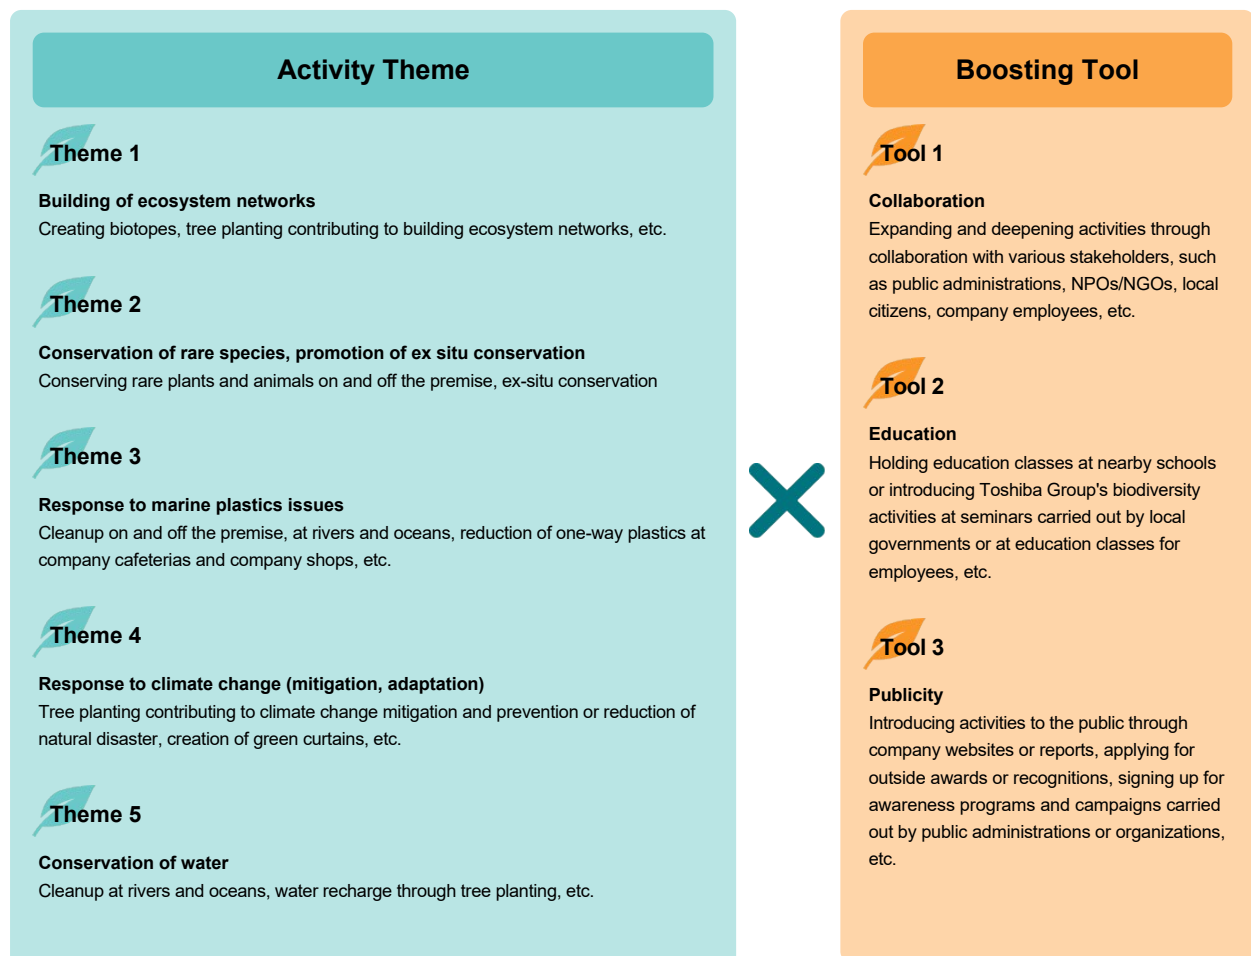 Activity Theme
Theme 1
Building of ecosystem networks
Creating biotopes, tree planting contributing to building ecosystem networks, etc.
Theme 2
Conservation of rare species, promotion of ex situ conservation
Conserving rare plants and animals on and off the premise, ex-situ conservation
Theme 3
Response to marine plastics issues
Cleanup on and off the premise, at rivers and oceans, reduction of one-way plastics at
company cafeterias and company shops, etc.
Theme 4
Response to climate change (mitigation, adaptation)
Tree planting contributing to climate change mitigation and prevention or reduction of
natural disaster, creation of green curtains, etc.
Theme 5
Conservation of water
Cleanup at rivers and oceans, water recharge through tree planting, etc.
Boosting Tool
Tool 1
Collaboration
Expanding and deepening activities through
collaboration with various stakeholders, such
as public administrations, NPOs/NGOs, local
citizens, company employees, etc.
Tool 2
Education
Holding education classes at nearby schools
or introducing Toshiba Group's biodiversity
activities at seminars carried out by local
governments or at education classes for
employees, etc.
Tool 3
Publicity
Introducing activities to the public through
company websites or reports, applying for
outside awards or recognitions, signing up for
awareness programs and campaigns carried
out by public administrations or organizations,
etc.